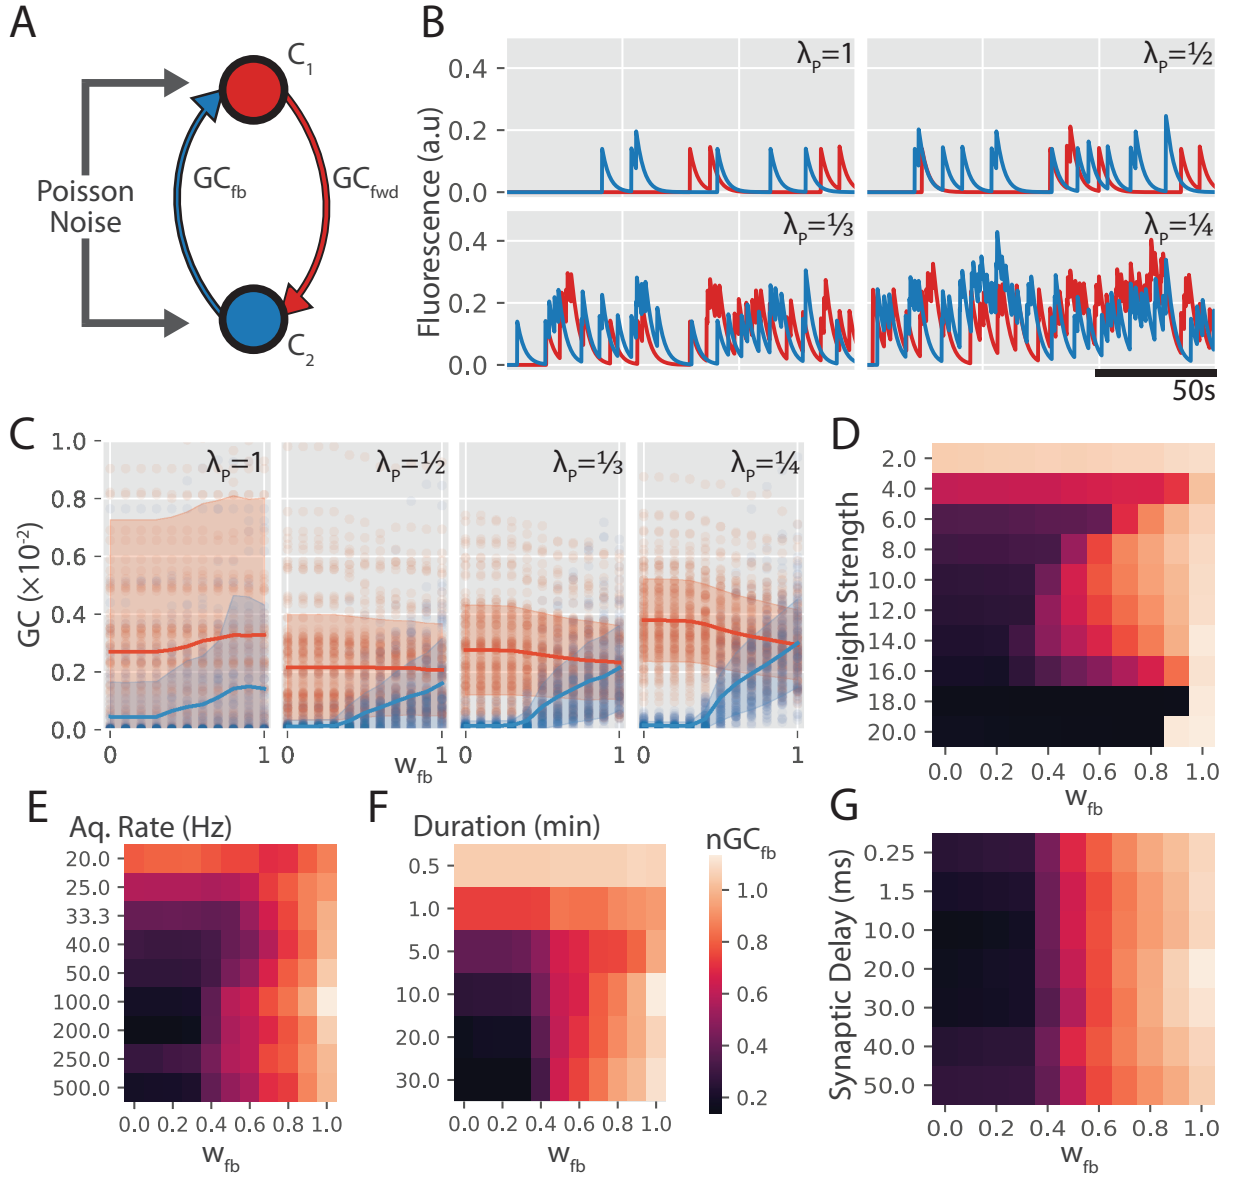 A
C1
GCfb
GCfwd
Poisson
Noise
C2
B
Fluorescence (a.u)
0.4
0.2
0.0
0.4
0.2
0.0
λP=1
λP=½
λP=⅓
λP=¼
50s
C
GC (×10-2)
1.0
0.8
0.6
0.4
0.2
0.0
λP=1
λP=½
λP=⅓
λP=¼
0 1 0 1 0 1 0 1
wfb
D
Weight Strength
2.0
4.0
6.0
8.0
10.0
12.0
14.0
16.0
18.0
20.0
0.0 0.2 0.4 0.6 0.8 1.0
wfb
E
Aq. Rate (Hz)
20.0
25.0
33.3
40.0
50.0
100.0
200.0
250.0
500.0
0.0 0.2 0.4 0.6 0.8 1.0
wfb
F
Duration (min)
0.5
1.0
5.0
10.0
20.0
30.0
0.0 0.2 0.4 0.6 0.8 1.0
wfb
nGCfb
1.0
0.8
0.6
0.4
0.2
G
Synaptic Delay (ms)
0.25
1.5
10.0
20.0
30.0
40.0
50.0
0.0 0.2 0.4 0.6 0.8 1.0
wfb